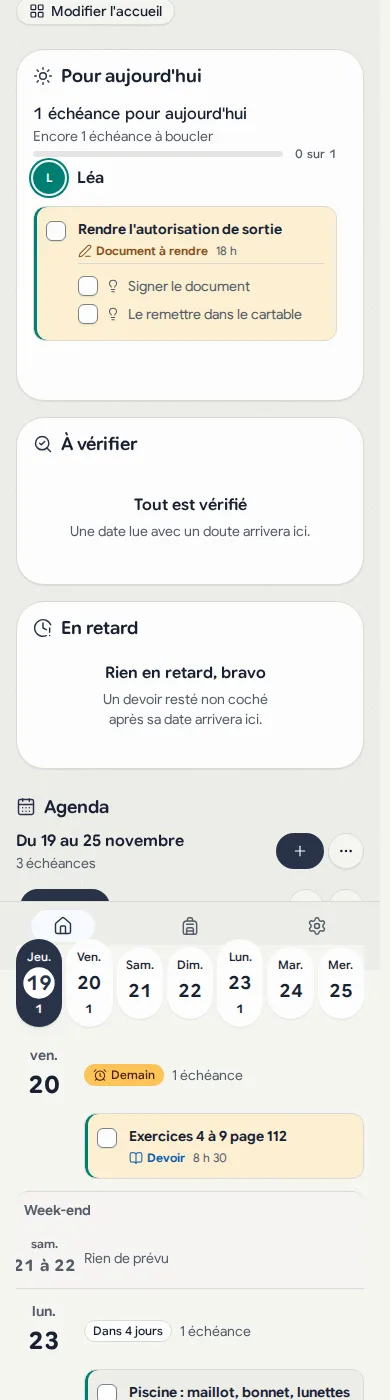 Modifier l'accueil
Pour aujourd'hui
1 échéance pour aujourd'hui
Encore 1 échéance à boucler
0 sur 1
L
Léa
Rendre l'autorisation de sortie
Document à rendre 18 h
Signer le document
Le remettre dans le cartable
À vérifier
Tout est vérifié
Une date lue avec un doute arrivera ici.
En retard
Rien en retard, bravo
Un devoir resté non coché
après sa date arrivera ici.
Agenda
Du 19 au 25 novembre
3 échéances
Jeu. Ven. Sam. Dim. Lun. Mar. Mer.
19 20 21 22 23 24 25
1 1 1
ven.
20
Demain 1 échéance
Exercices 4 à 9 page 112
Devoir 8 h 30
Week-end
sam.
21 à 22 Rien de prévu
lun.
23
Dans 4 jours 1 échéance
Piscine : maillot, bonnet, lunettes